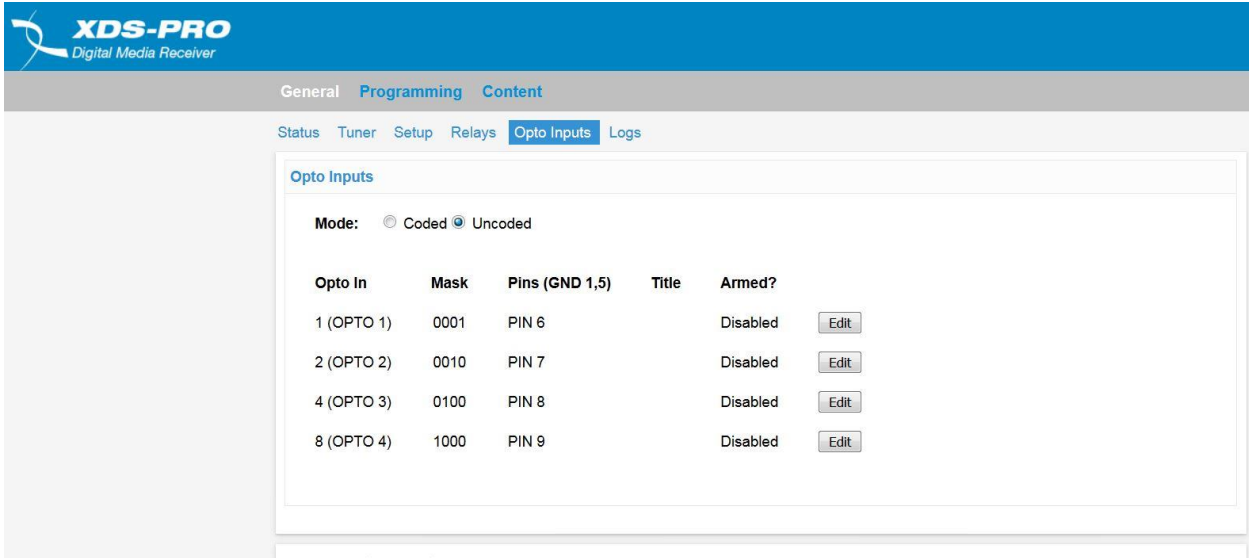 XDS-PRO
Digital Media Receiver
General Programming Content
Status Tuner Setup Relays Opto Inputs Logs
Opto Inputs
Mode: Coded Uncoded
Opto In Mask Pins (GND 1,5) Title Armed?
1 (OPTO 1) 0001 PIN 6 Disabled Edit
2 (OPTO 2) 0010 PIN 7 Disabled Edit
4 (OPTO 3) 0100 PIN 8 Disabled Edit
8 (OPTO 4) 1000 PIN 9 Disabled Edit